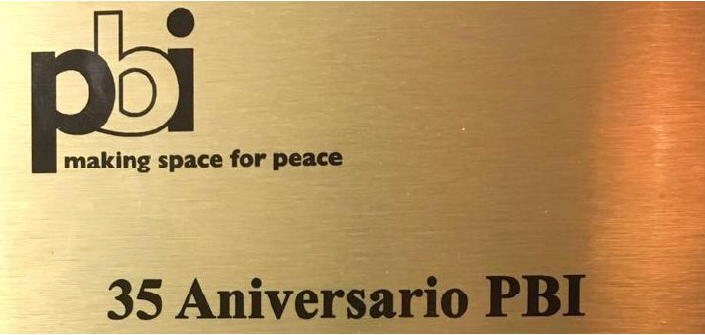 pbi
making space for peace
35 Aniversario PBI